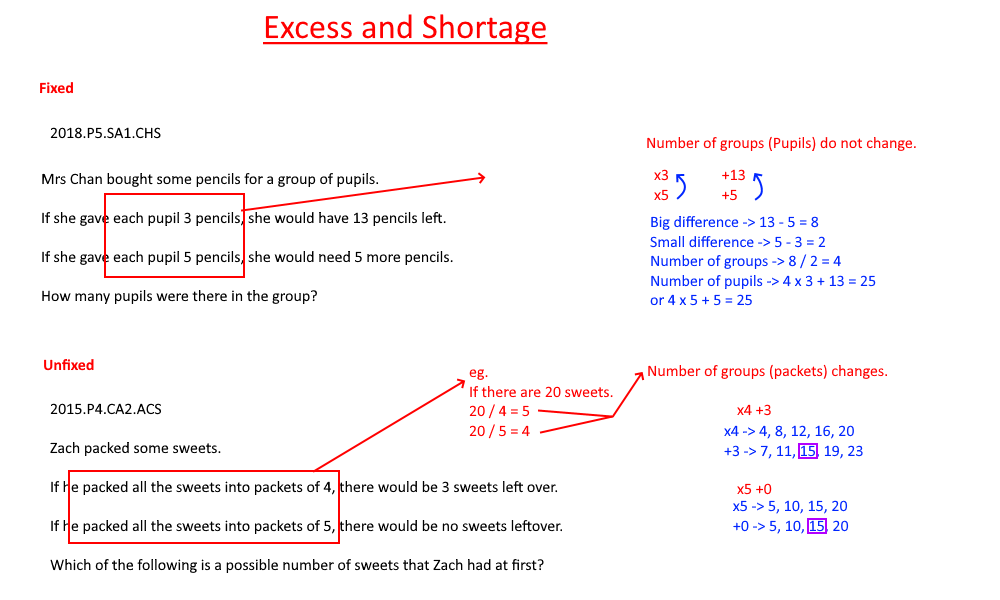 Excess and Shortage
Fixed
2018.P5.SA1.CHS
Mrs Chan bought some pencils for a group of pupils.
If she gave each pupil 3 pencils, she would have 13 pencils left.
If she gave each pupil 5 pencils, she would need 5 more pencils.
How many pupils were there in the group?
Number of groups (Pupils) do not change.
x3 +13
x5 +5
Big difference -> 13 - 5 = 8
Small difference -> 5 - 3 = 2
Number of groups -> 8 / 2 = 4
Number of pupils -> 4 x 3 + 13 = 25
or 4 x 5 + 5 = 25
Unfixed
2015.P4.CA2.ACS
Zach packed some sweets.
If he packed all the sweets into packets of 4, there would be 3 sweets left over.
If he packed all the sweets into packets of 5, there would be no sweets leftover.
Which of the following is a possible number of sweets that Zach had at first?
eg.
If there are 20 sweets.
20 / 4 = 5
20 / 5 = 4
Number of groups (packets) changes.
x4 +3
x4 -> 4, 8, 12, 16, 20
+3 -> 7, 11, 15, 19, 23
x5 +0
x5 -> 5, 10, 15, 20
+0 -> 5, 10, 15, 20